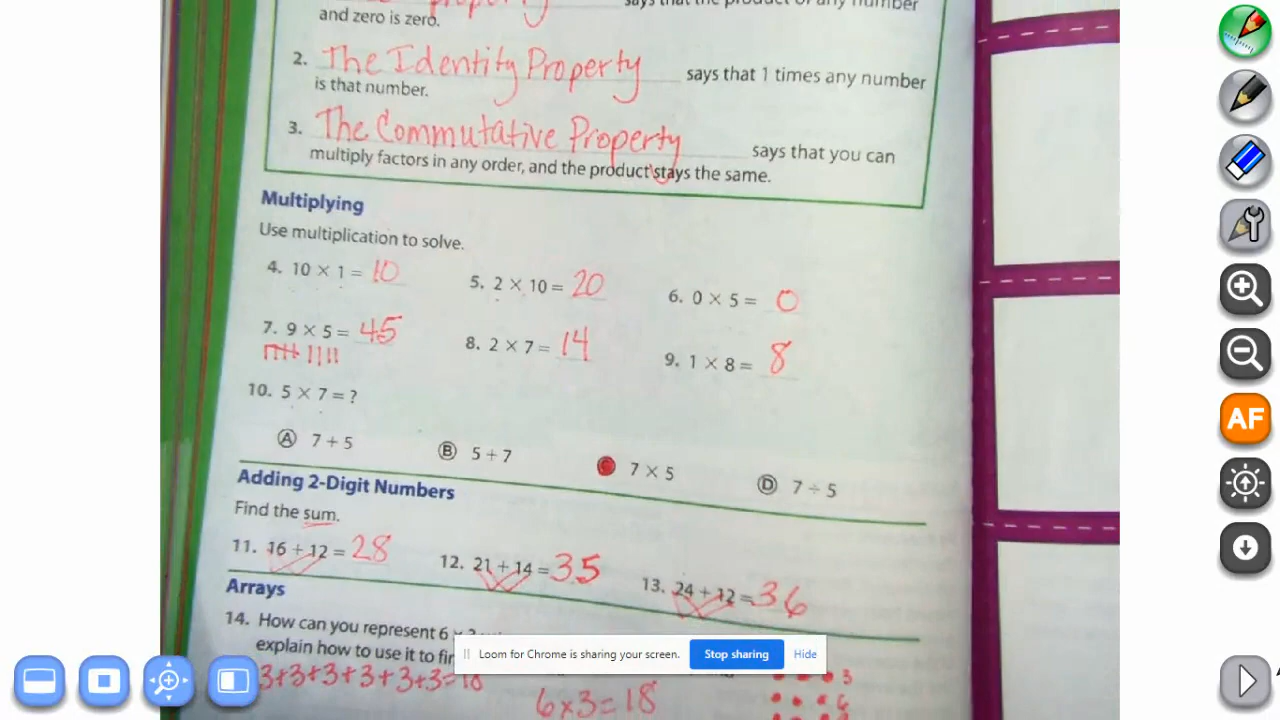 property says that the product of any number
and zero is zero.
2. The Identity Property says that 1 times any number
is that number.
3. The Commutative Property says that you can
multiply factors in any order, and the product stays the same.
Multiplying
Use multiplication to solve.
4. 10 × 1 = 10 5. 2 × 10 = 20 6. 0 × 5 = 0
7. 9 × 5 = 45 8. 2 × 7 = 14 9. 1 × 8 = 8
10. 5 × 7 = ?
A 7 + 5 B 5 + 7 7 × 5 D 7 ÷ 5
Adding 2-Digit Numbers
Find the sum.
11. 16 + 12 = 28 12. 21 + 14 = 35 13. 24 + 12 = 36
Arrays
14. How can you represent 6
explain how to use it to
Loom for Chrome is sharing your screen. Stop sharing Hide
3+3+3+3+3+3=18 3
6×3=18
AF